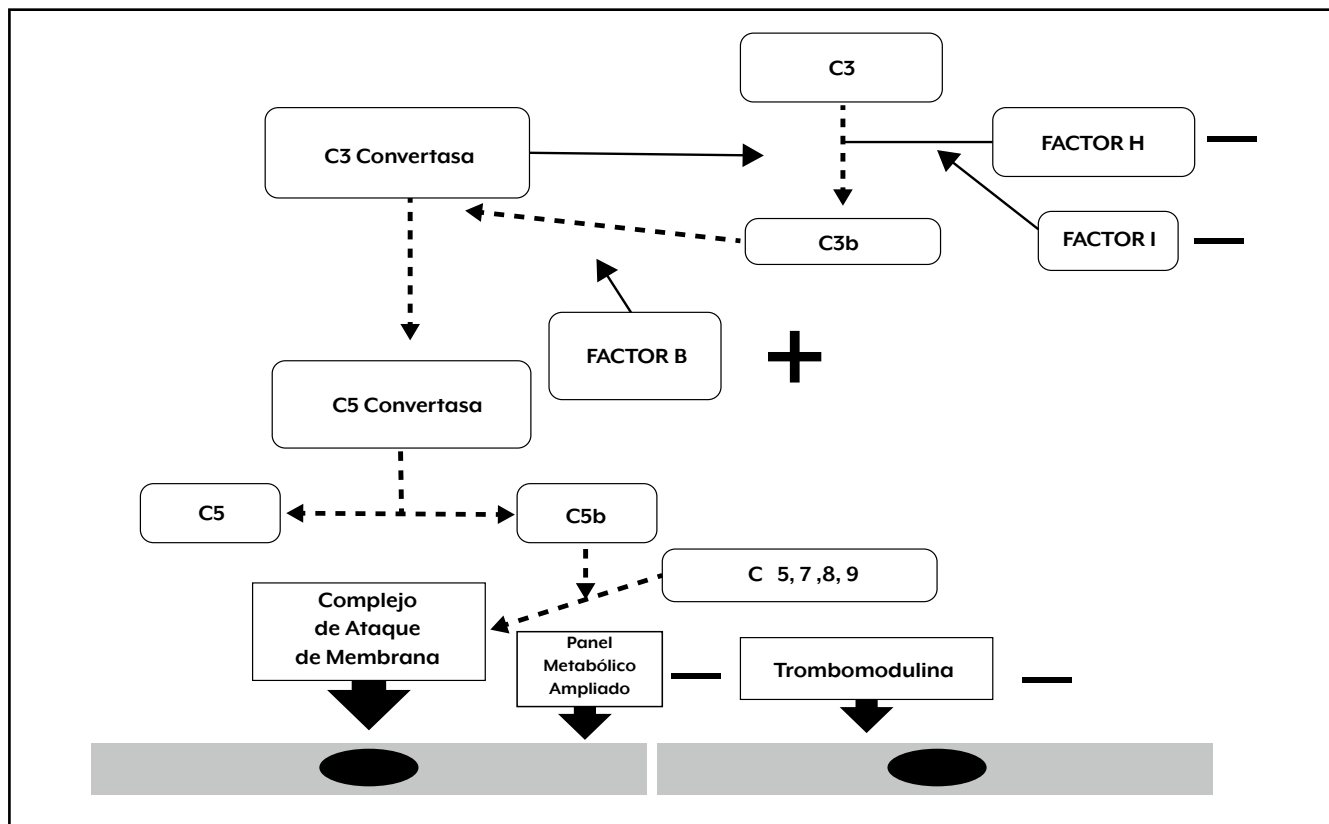 C3
C3 Convertasa
FACTOR H
C3b
FACTOR I
FACTOR B
C5 Convertasa
C5
C5b
C 5, 7 ,8, 9
Complejo
de Ataque
de Membrana
Panel
Metabólico
Ampliado
Trombomodulina